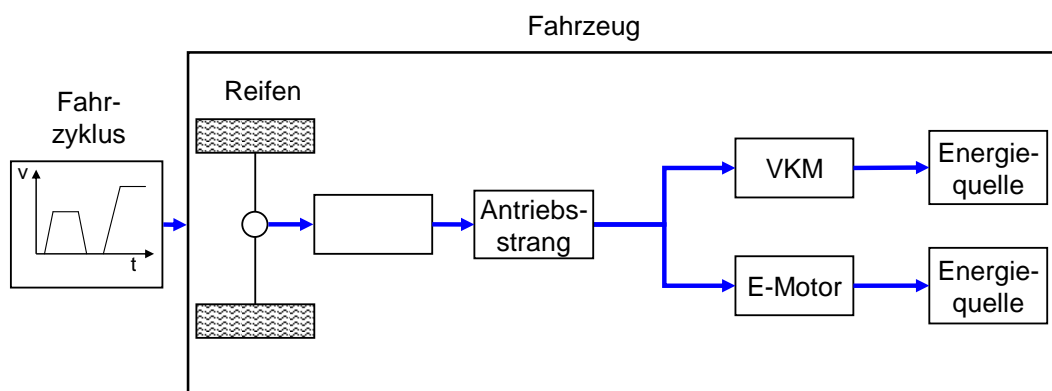 Fahrzeug
Reifen
Fahr-
zyklus
v
t
Antriebs-
strang
VKM
Energie-
quelle
E-Motor
Energie-
quelle